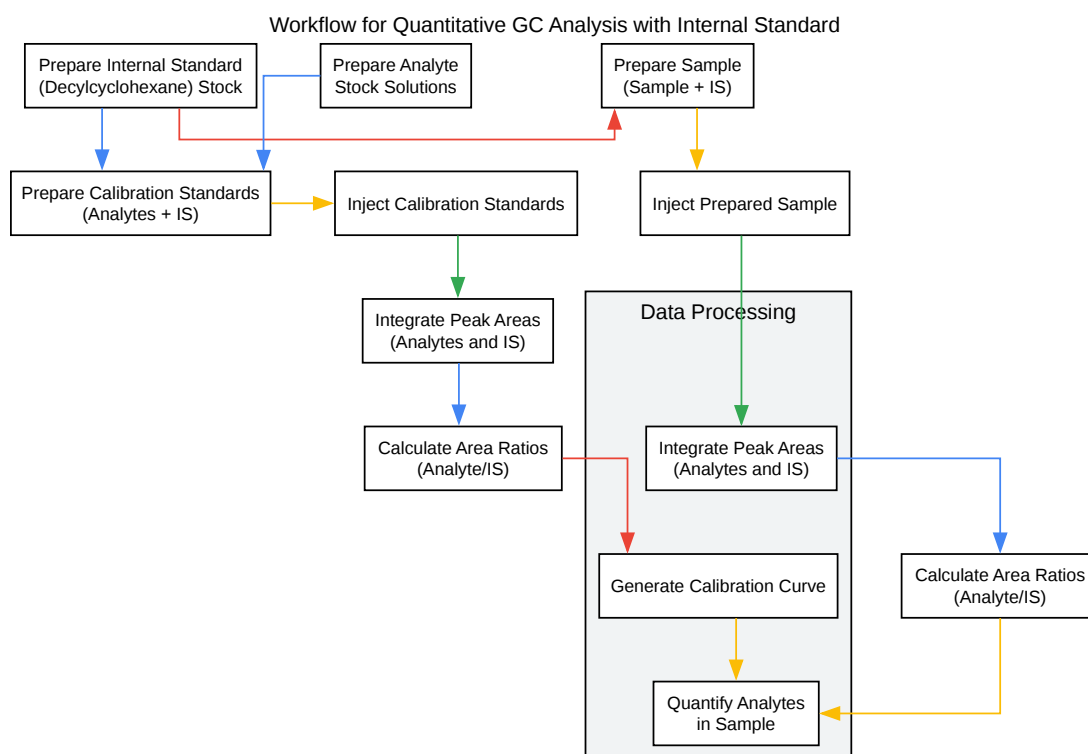 Workflow for Quantitative GC Analysis with Internal Standard
Prepare Internal Standard
(Decylcyclohexane) Stock
Prepare Analyte
Stock Solutions
Prepare Sample
(Sample + IS)
Prepare Calibration Standards
(Analytes + IS)
Inject Calibration Standards
Inject Prepared Sample
Data Processing
Integrate Peak Areas
(Analytes and IS)
Calculate Area Ratios
(Analyte/IS)
Integrate Peak Areas
(Analytes and IS)
Generate Calibration Curve
Calculate Area Ratios
(Analyte/IS)
Quantify Analytes
in Sample